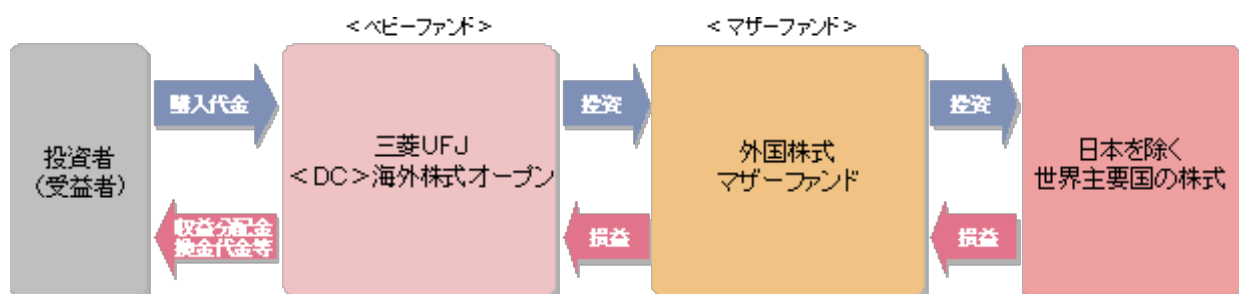 ＜ベビーファンド＞
＜マザーファンド＞
投資者
(受益者)
購入代金
収益分配金
換金代金等
三菱UFJ
＜DC＞海外株式オープン
投資
損益
外国株式
マザーファンド
投資
損益
日本を除く
世界主要国の株式